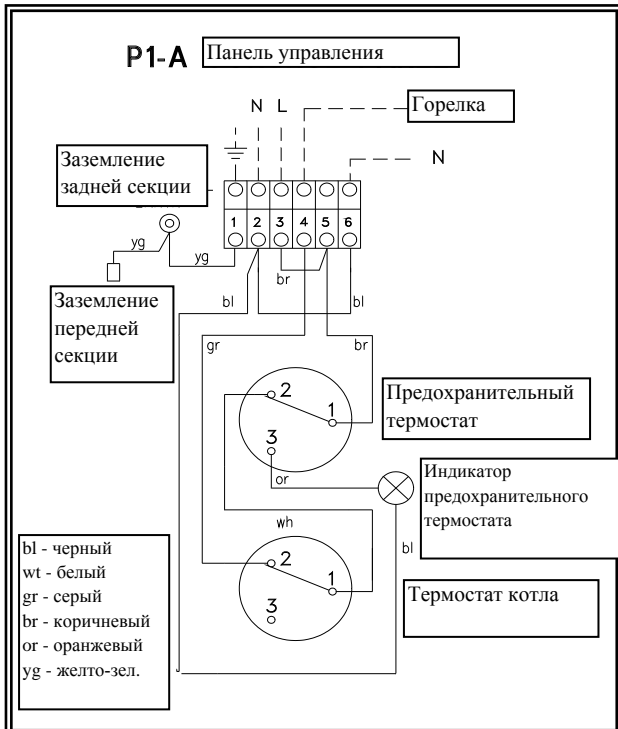 P1-A Панель управления
N L
Горелка
Заземление
задней секции
N
1 2 3 4 5 6
yg
yg
br
Заземление
передней
секции
bl
bl
gr
br
2
1
3
Предохранительный
термостат
or
Индикатор
предохранительного
термостата
wh
bl
2
1
3
Термостат котла
bl - черный
wt - белый
gr - серый
br - коричневый
or - оранжевый
yg - желто-зел.